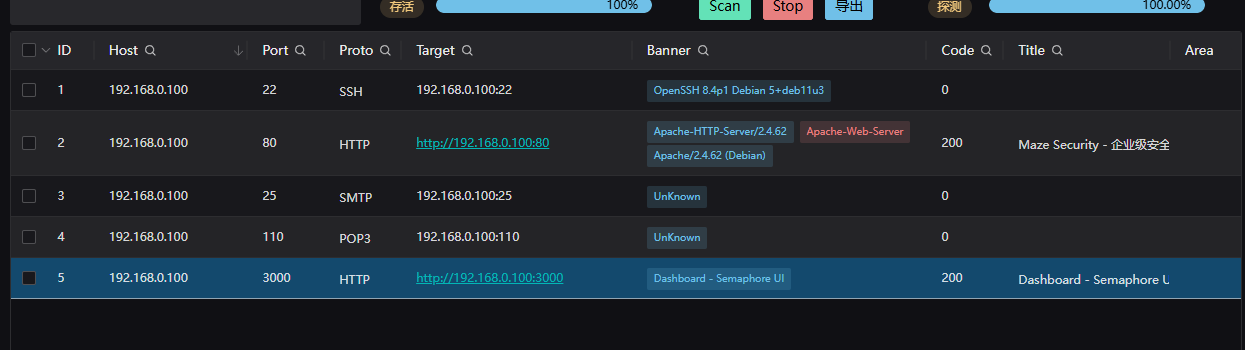 存活 100% Scan Stop 导出 探测 100.00%
ID Host Port Proto Target Banner Code Title Area
1 192.168.0.100 22 SSH 192.168.0.100:22 OpenSSH 8.4p1 Debian 5+deb11u3 0
2 192.168.0.100 80 HTTP http://192.168.0.100:80 Apache-HTTP-Server/2.4.62 Apache-Web-Server 200 Maze Security - 企业级安全
Apache/2.4.62 (Debian)
3 192.168.0.100 25 SMTP 192.168.0.100:25 UnKnown 0
4 192.168.0.100 110 POP3 192.168.0.100:110 UnKnown 0
5 192.168.0.100 3000 HTTP http://192.168.0.100:3000 Dashboard - Semaphore UI 200 Dashboard - Semaphore U